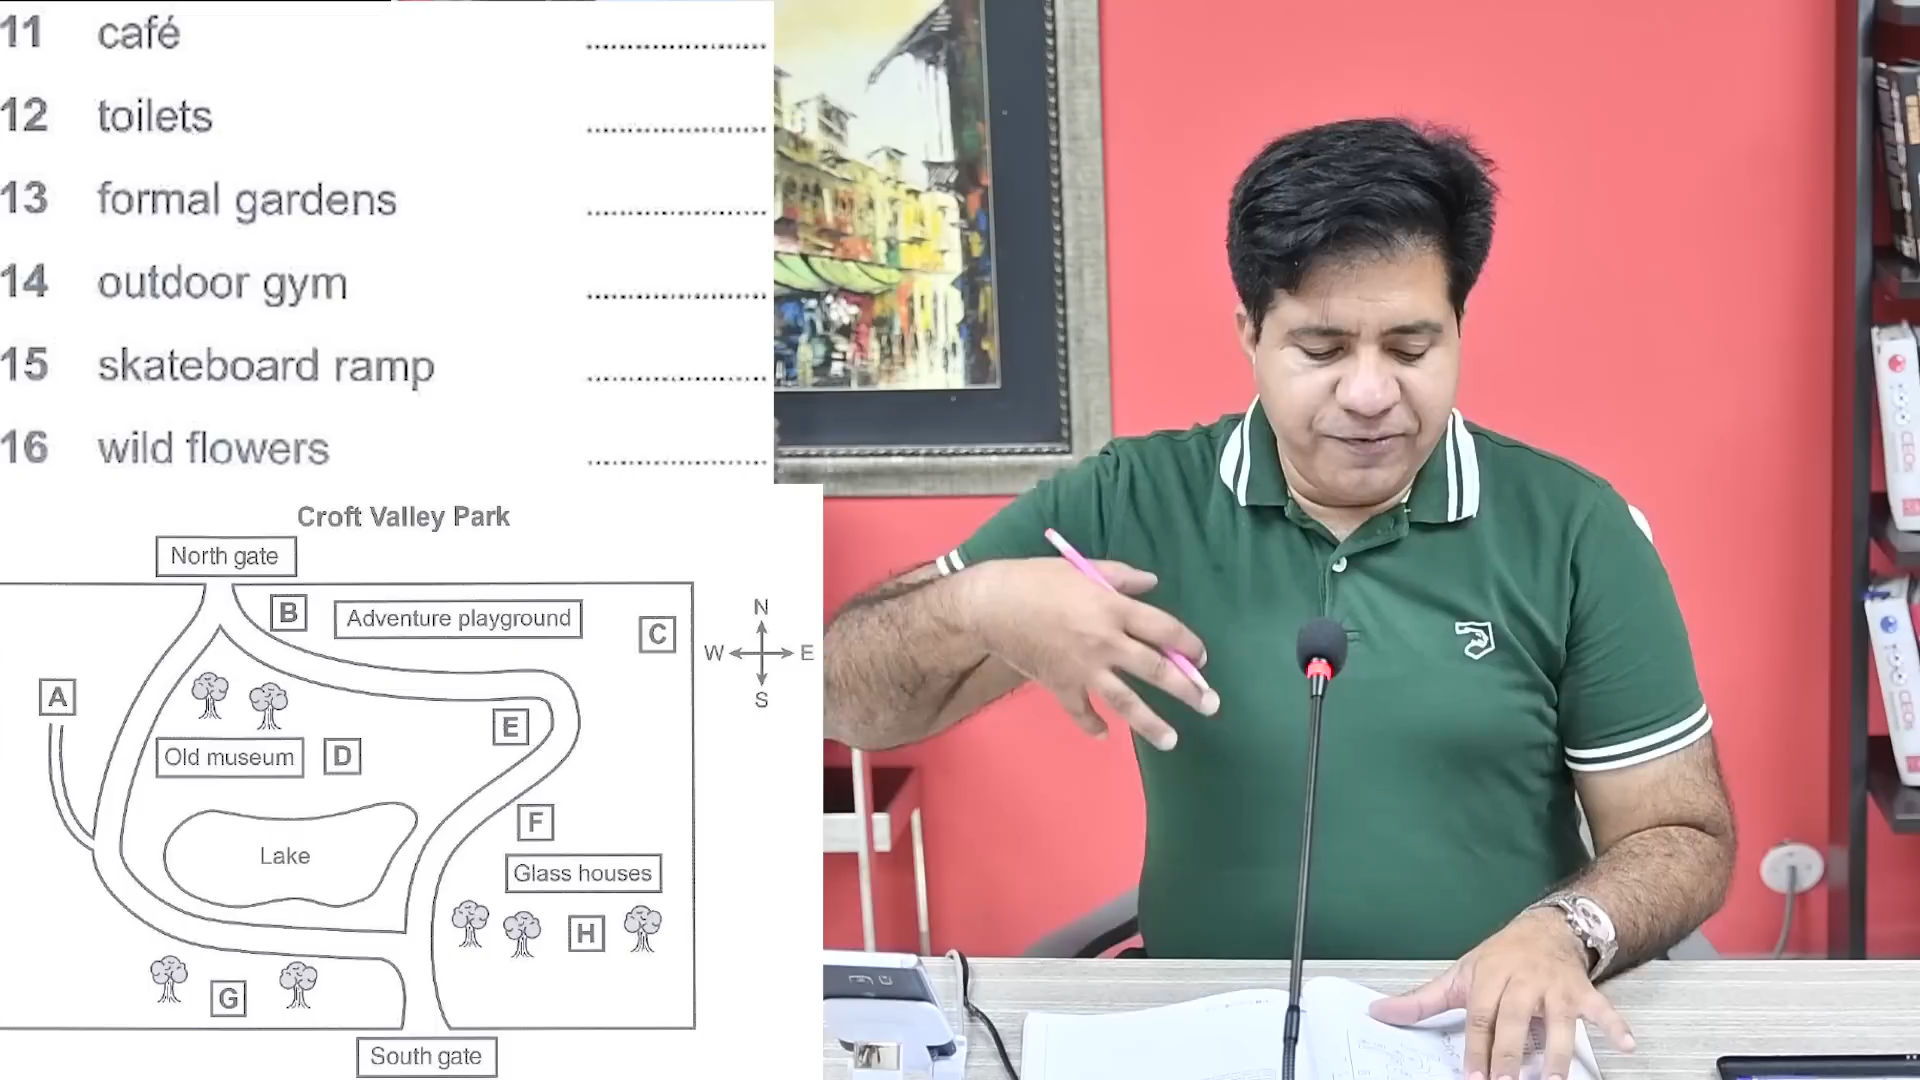 11 café ....................
12 toilets ....................
13 formal gardens ....................
14 outdoor gym ....................
15 skateboard ramp ....................
16 wild flowers ....................
Croft Valley Park
North gate
B
Adventure playground
C
N
W E
S
A
E
Old museum
D
F
Lake
Glass houses
H
G
South gate